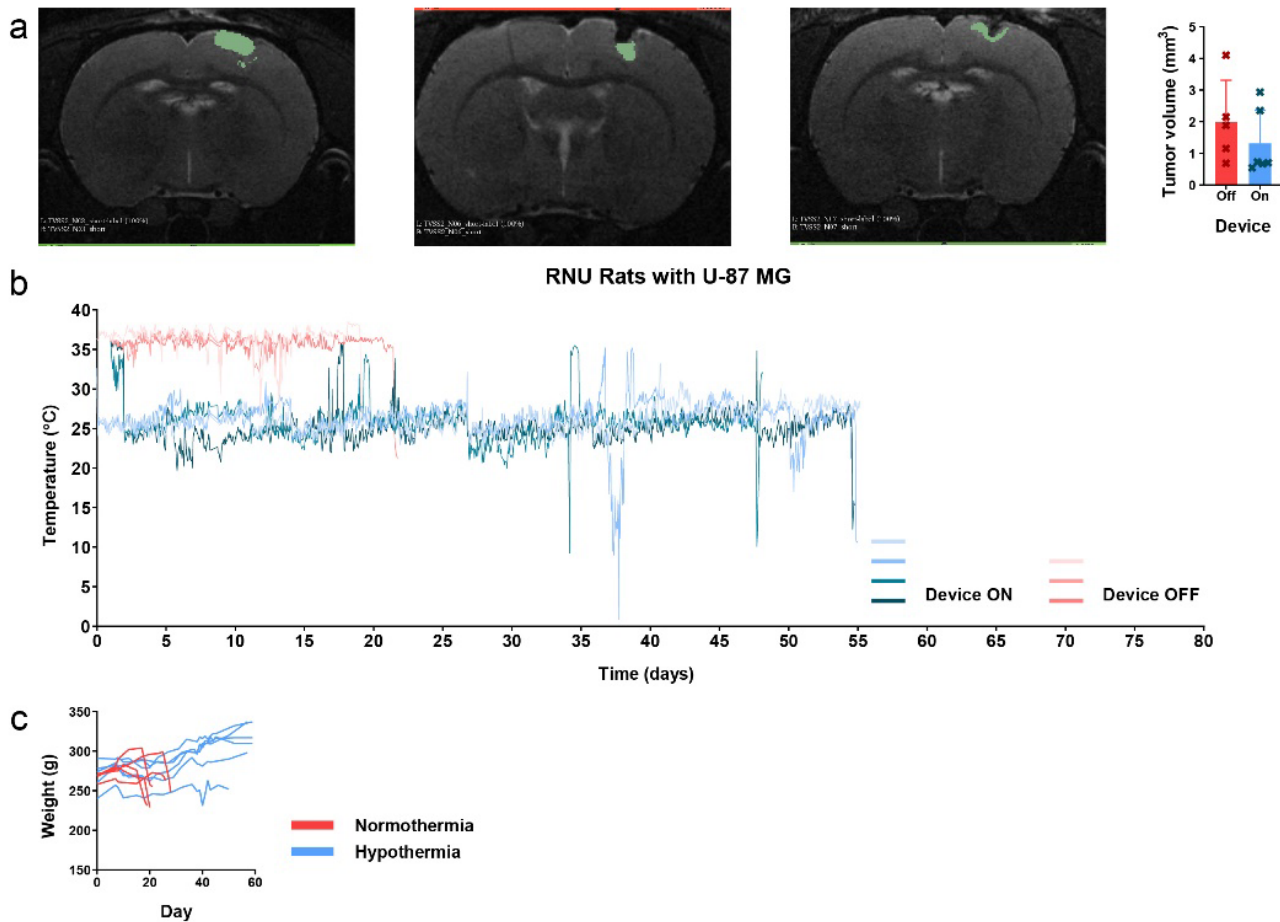 a
Tumor volume (mm³)
5
4
3
2
1
0
Off On
Device
b
RNU Rats with U-87 MG
Temperature (°C)
40
35
30
25
20
15
10
5
0
0 5 10 15 20 25 30 35 40 45 50 55 60 65 70 75 80
Time (days)
Device ON
Device OFF
c
Weight (g)
350
300
250
200
150
0 20 40 60
Day
Normothermia
Hypothermia